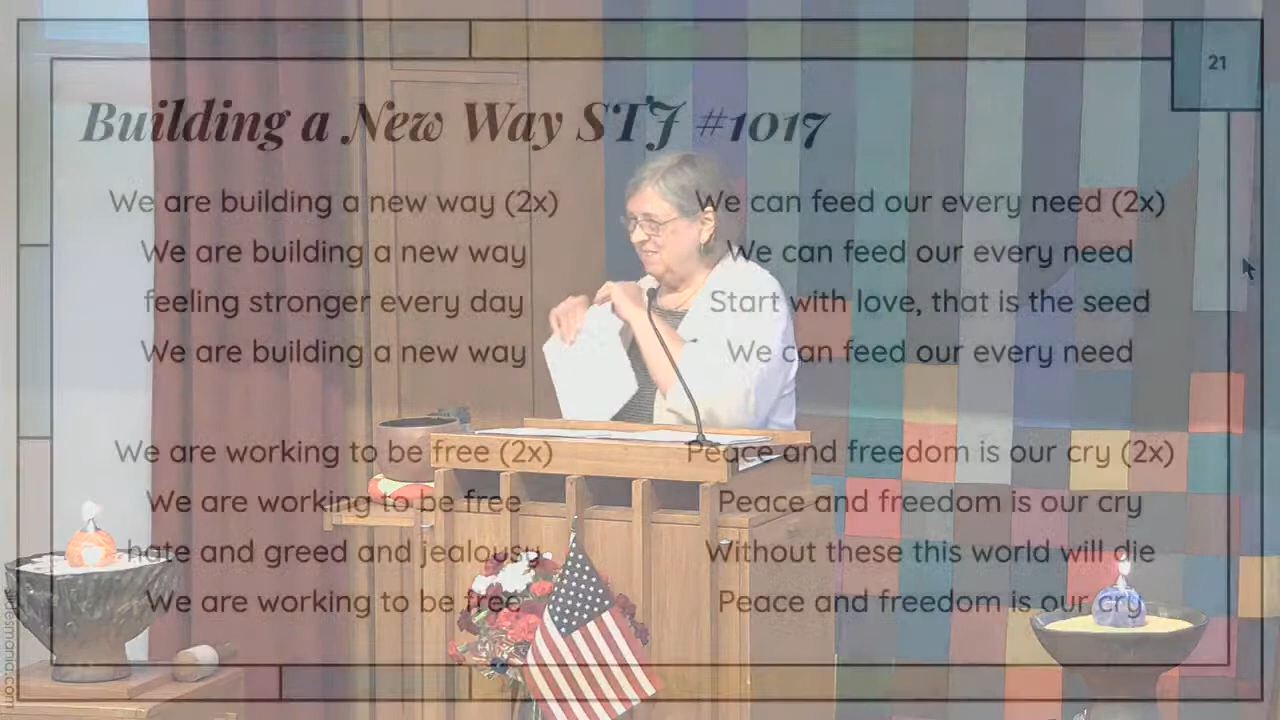 21
Building a New Way STJ #1017
We are building a new way (2x)
We are building a new way
feeling stronger every day
We are building a new way
We are working to be free (2x)
We are working to be free
hate and greed and jealousy
We are working to be free
We can feed our every need (2x)
We can feed our every need
Start with love, that is the seed
We can feed our every need
Peace and freedom is our cry (2x)
Peace and freedom is our cry
Without these this world will die
Peace and freedom is our cry
slidesmania.com